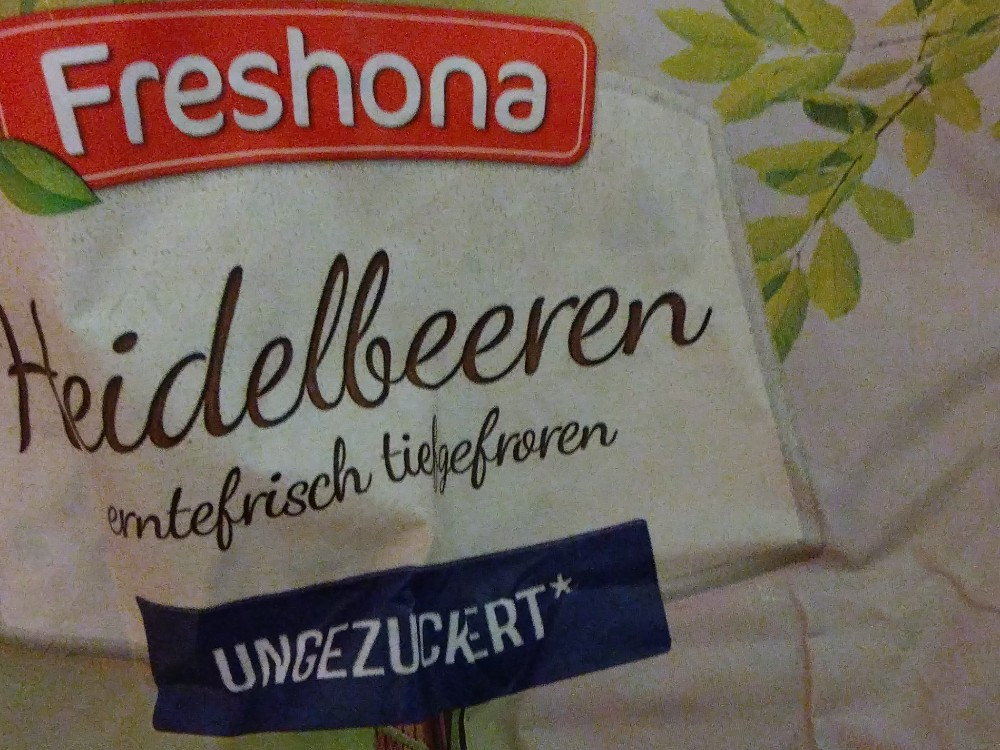 Freshona
Heidelbeeren
erntefrisch tiefgefroren
UNGEZUCKERT*